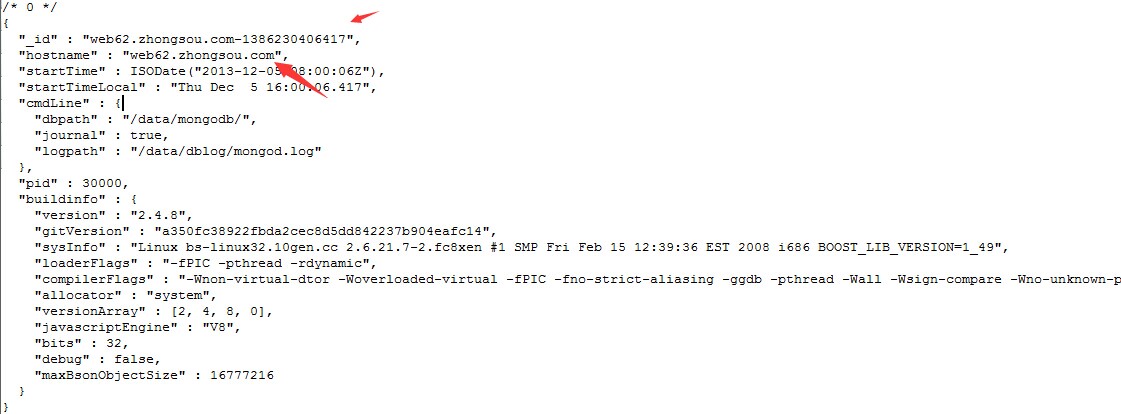 /* 0 */
{
"_id" : "web62.zhongsou.com-1386230406417",
"hostname" : "web62.zhongsou.com",
"startTime" : ISODate("2013-12-05T08:00:06Z"),
"startTimeLocal" : "Thu Dec  5 16:00:06.417",
"cmdLine" : {
"dbpath" : "/data/mongodb/",
"journal" : true,
"logpath" : "/data/dblog/mongod.log"
},
"pid" : 30000,
"buildinfo" : {
"version" : "2.4.8",
"gitVersion" : "a350fc38922fbda2cec8d5dd842237b904eafc14",
"sysInfo" : "Linux bs-linux32.10gen.cc 2.6.21.7-2.fc8xen #1 SMP Fri Feb 15 12:39:36 EST 2008 i686 BOOST_LIB_VERSION=1_49",
"loaderFlags" : "-fPIC -pthread -rdynamic",
"compilerFlags" : "-Wnon-virtual-dtor -Woverloaded-virtual -fPIC -fno-strict-aliasing -ggdb -pthread -Wall -Wsign-compare -Wno-unknown-p
"allocator" : "system",
"versionArray" : [2, 4, 8, 0],
"javascriptEngine" : "V8",
"bits" : 32,
"debug" : false,
"maxBsonObjectSize" : 16777216
}
}